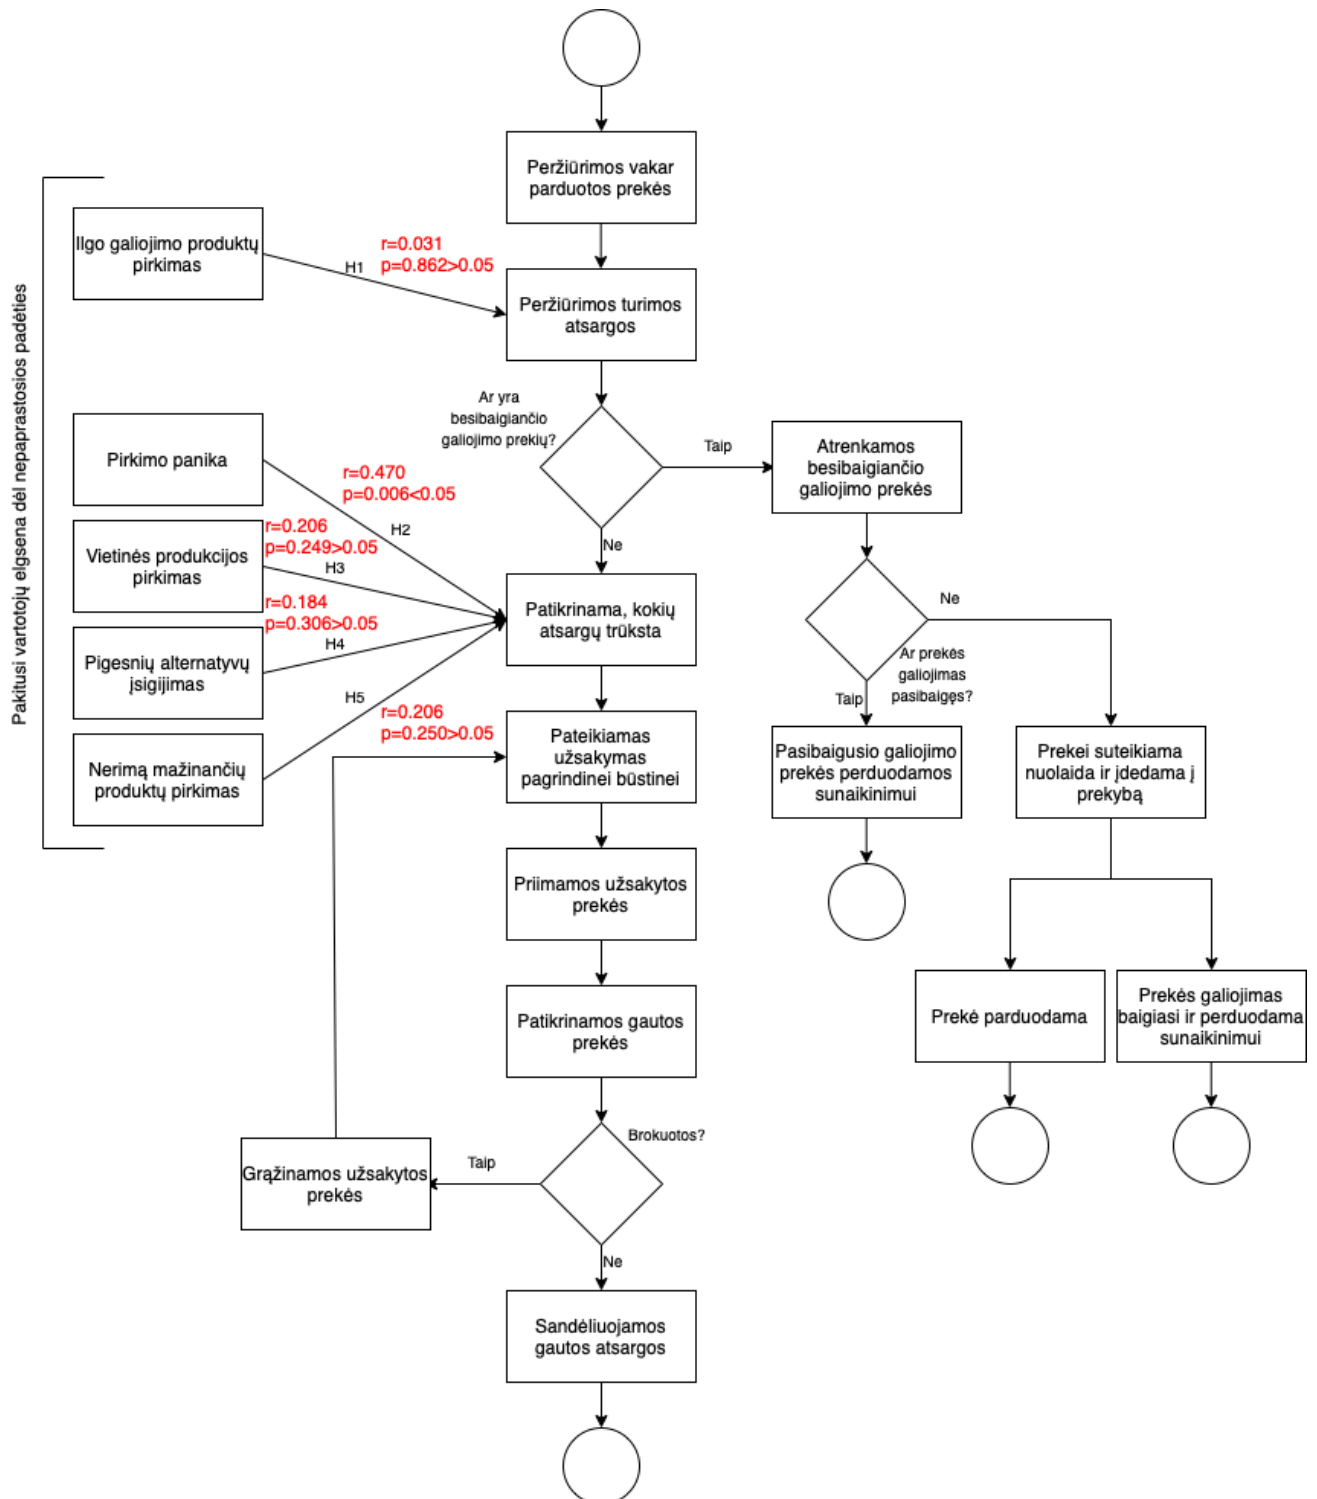 Peržiūrimos vakar
parduotos prekės
Pakitusi vartotojų elgsena dėl nepaprastosios padėties
Ilgo galiojimo produktų
pirkimas
H1
r=0.031
p=0.862>0.05
Peržiūrimos turimos
atsargos
Ar yra
besibaigiančio
galiojimo prekių?
Taip
Atrenkamos
besibaigiančio
galiojimo prekės
Pirkimo panika
r=0.470
p=0.006<0.05
H2
Ne
Vietinės produkcijos
pirkimas
r=0.206
p=0.249>0.05
H3
Patikrinama, kokių
atsargų trūksta
Ne
Ar prekės
galiojimas
pasibaigęs?
Taip
Pigesnių alternatyvų
įsigijimas
r=0.184
p=0.306>0.05
H4
H5
r=0.206
p=0.250>0.05
Nerimą mažinančių
produktų pirkimas
Pateikiamas
užsakymas
pagrindinei būstinei
Pasibaigusio galiojimo
prekės perduodamos
sunaikinimui
Prekei suteikiama
nuolaida ir įdedama į
prekybą
Priimamos užsakytos
prekės
Patikrinamos gautos
prekės
Prekė parduodama
Prekės galiojimas
baigiasi ir perduodama
sunaikinimui
Brokuotos?
Taip
Grąžinamos užsakytos
prekės
Ne
Sandėliuojamos
gautos atsargos